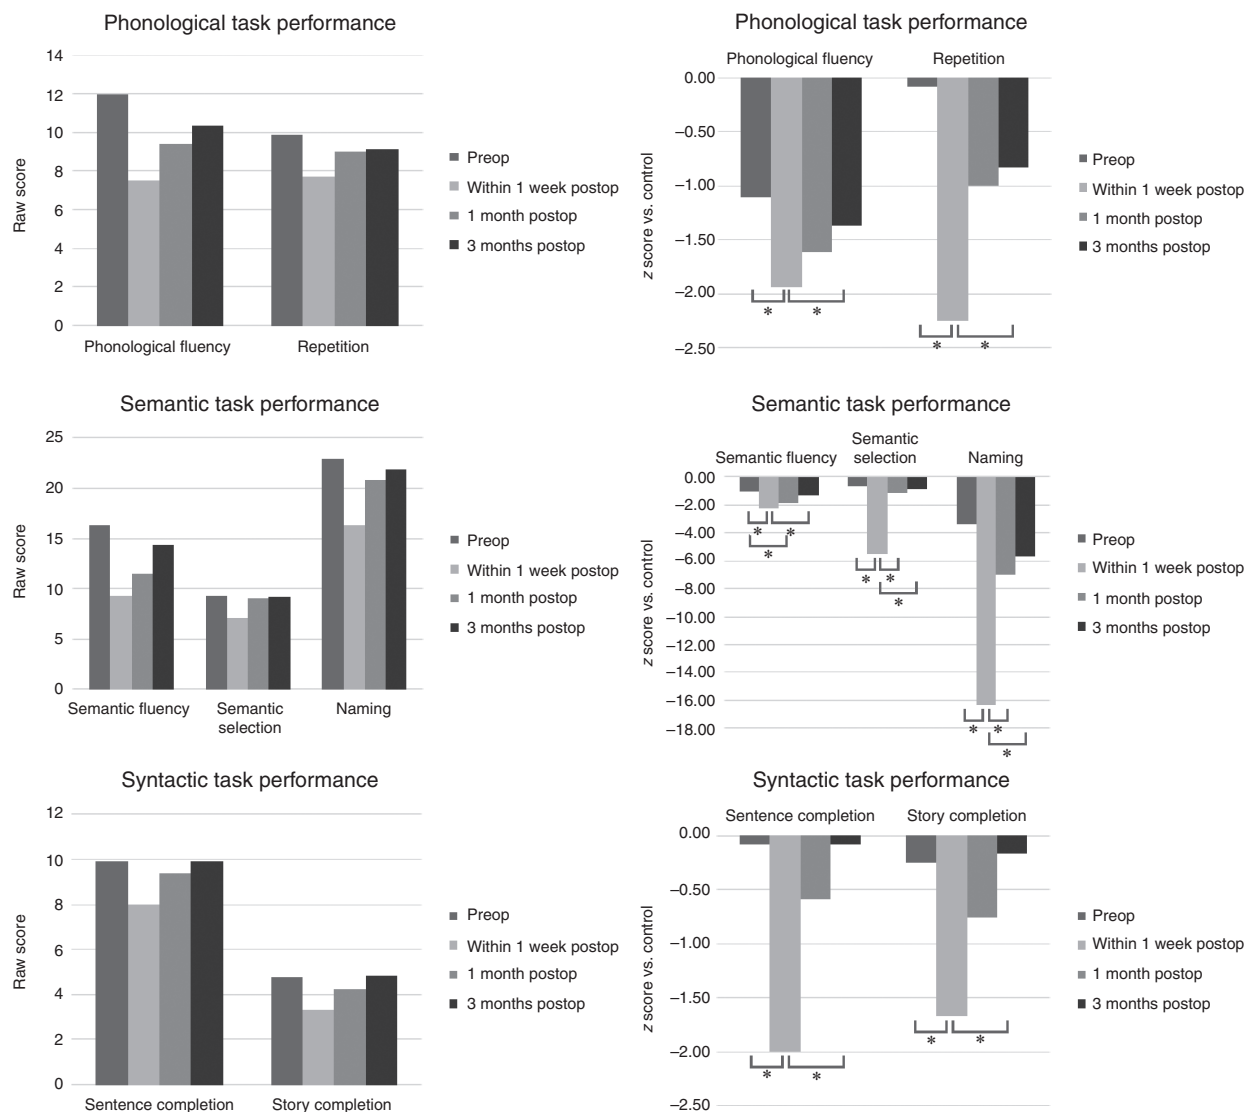 Phonological task performance
14
12
10
8
6
4
2
0
Raw score
Phonological fluency Repetition
Preop
Within 1 week postop
1 month postop
3 months postop
Phonological task performance
Phonological fluency Repetition
0.00
–0.50
–1.00
–1.50
–2.00
–2.50
z score vs. control
* *
* *
Preop
Within 1 week postop
1 month postop
3 months postop
Semantic task performance
25
20
15
10
5
0
Raw score
Semantic fluency Semantic Naming
selection
Preop
Within 1 week postop
1 month postop
3 months postop
Semantic task performance
Semantic
Semantic fluency selection Naming
0.00
–2.00
–4.00
–6.00
–8.00
–10.00
–12.00
–14.00
–16.00
–18.00
z score vs. control
* *
*
* *
*
* *
*
Preop
Within 1 week postop
1 month postop
3 months postop
Syntactic task performance
12
10
8
6
4
2
0
Raw score
Sentence completion Story completion
Preop
Within 1 week postop
1 month postop
3 months postop
Syntactic task performance
Sentence completion Story completion
0.00
–0.50
–1.00
–1.50
–2.00
–2.50
z score vs. control
* *
* *
Preop
Within 1 week postop
1 month postop
3 months postop